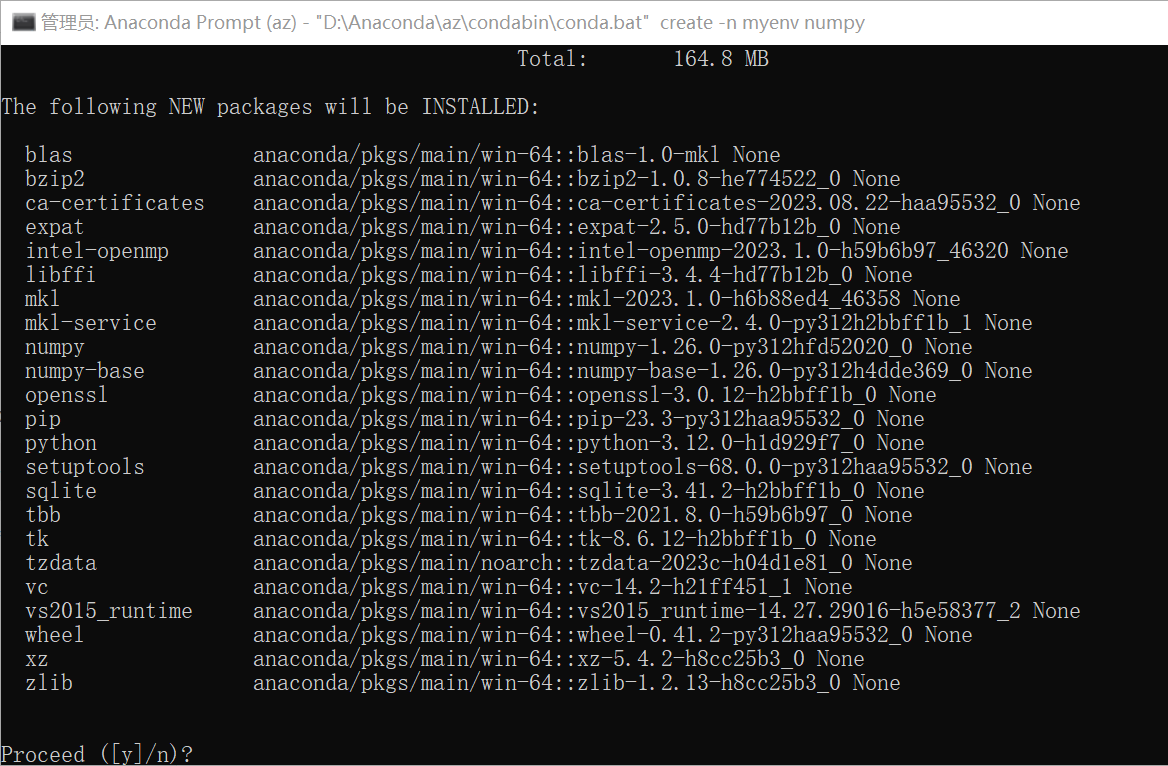 管理员: Anaconda Prompt (az) - "D:\Anaconda\az\condabin\conda.bat" create -n myenv numpy
Total: 164.8 MB
The following NEW packages will be INSTALLED:
blas anaconda/pkgs/main/win-64::blas-1.0-mkl None
bzip2 anaconda/pkgs/main/win-64::bzip2-1.0.8-he774522_0 None
ca-certificates anaconda/pkgs/main/win-64::ca-certificates-2023.08.22-haa95532_0 None
expat anaconda/pkgs/main/win-64::expat-2.5.0-hd77b12b_0 None
intel-openmp anaconda/pkgs/main/win-64::intel-openmp-2023.1.0-h59b6b97_46320 None
libffi anaconda/pkgs/main/win-64::libffi-3.4.4-hd77b12b_0 None
mkl anaconda/pkgs/main/win-64::mkl-2023.1.0-h6b88ed4_46358 None
mkl-service anaconda/pkgs/main/win-64::mkl-service-2.4.0-py312h2bbff1b_1 None
numpy anaconda/pkgs/main/win-64::numpy-1.26.0-py312hfd52020_0 None
numpy-base anaconda/pkgs/main/win-64::numpy-base-1.26.0-py312h4dde369_0 None
openssl anaconda/pkgs/main/win-64::openssl-3.0.12-h2bbff1b_0 None
pip anaconda/pkgs/main/win-64::pip-23.3-py312haa95532_0 None
python anaconda/pkgs/main/win-64::python-3.12.0-h1d929f7_0 None
setuptools anaconda/pkgs/main/win-64::setuptools-68.0.0-py312haa95532_0 None
sqlite anaconda/pkgs/main/win-64::sqlite-3.41.2-h2bbff1b_0 None
tbb anaconda/pkgs/main/win-64::tbb-2021.8.0-h59b6b97_0 None
tk anaconda/pkgs/main/win-64::tk-8.6.12-h2bbff1b_0 None
tzdata anaconda/pkgs/main/noarch::tzdata-2023c-h04d1e81_0 None
vc anaconda/pkgs/main/win-64::vc-14.2-h21ff451_1 None
vs2015_runtime anaconda/pkgs/main/win-64::vs2015_runtime-14.27.29016-h5e58377_2 None
wheel anaconda/pkgs/main/win-64::wheel-0.41.2-py312haa95532_0 None
xz anaconda/pkgs/main/win-64::xz-5.4.2-h8cc25b3_0 None
zlib anaconda/pkgs/main/win-64::zlib-1.2.13-h8cc25b3_0 None
Proceed ([y]/n)?